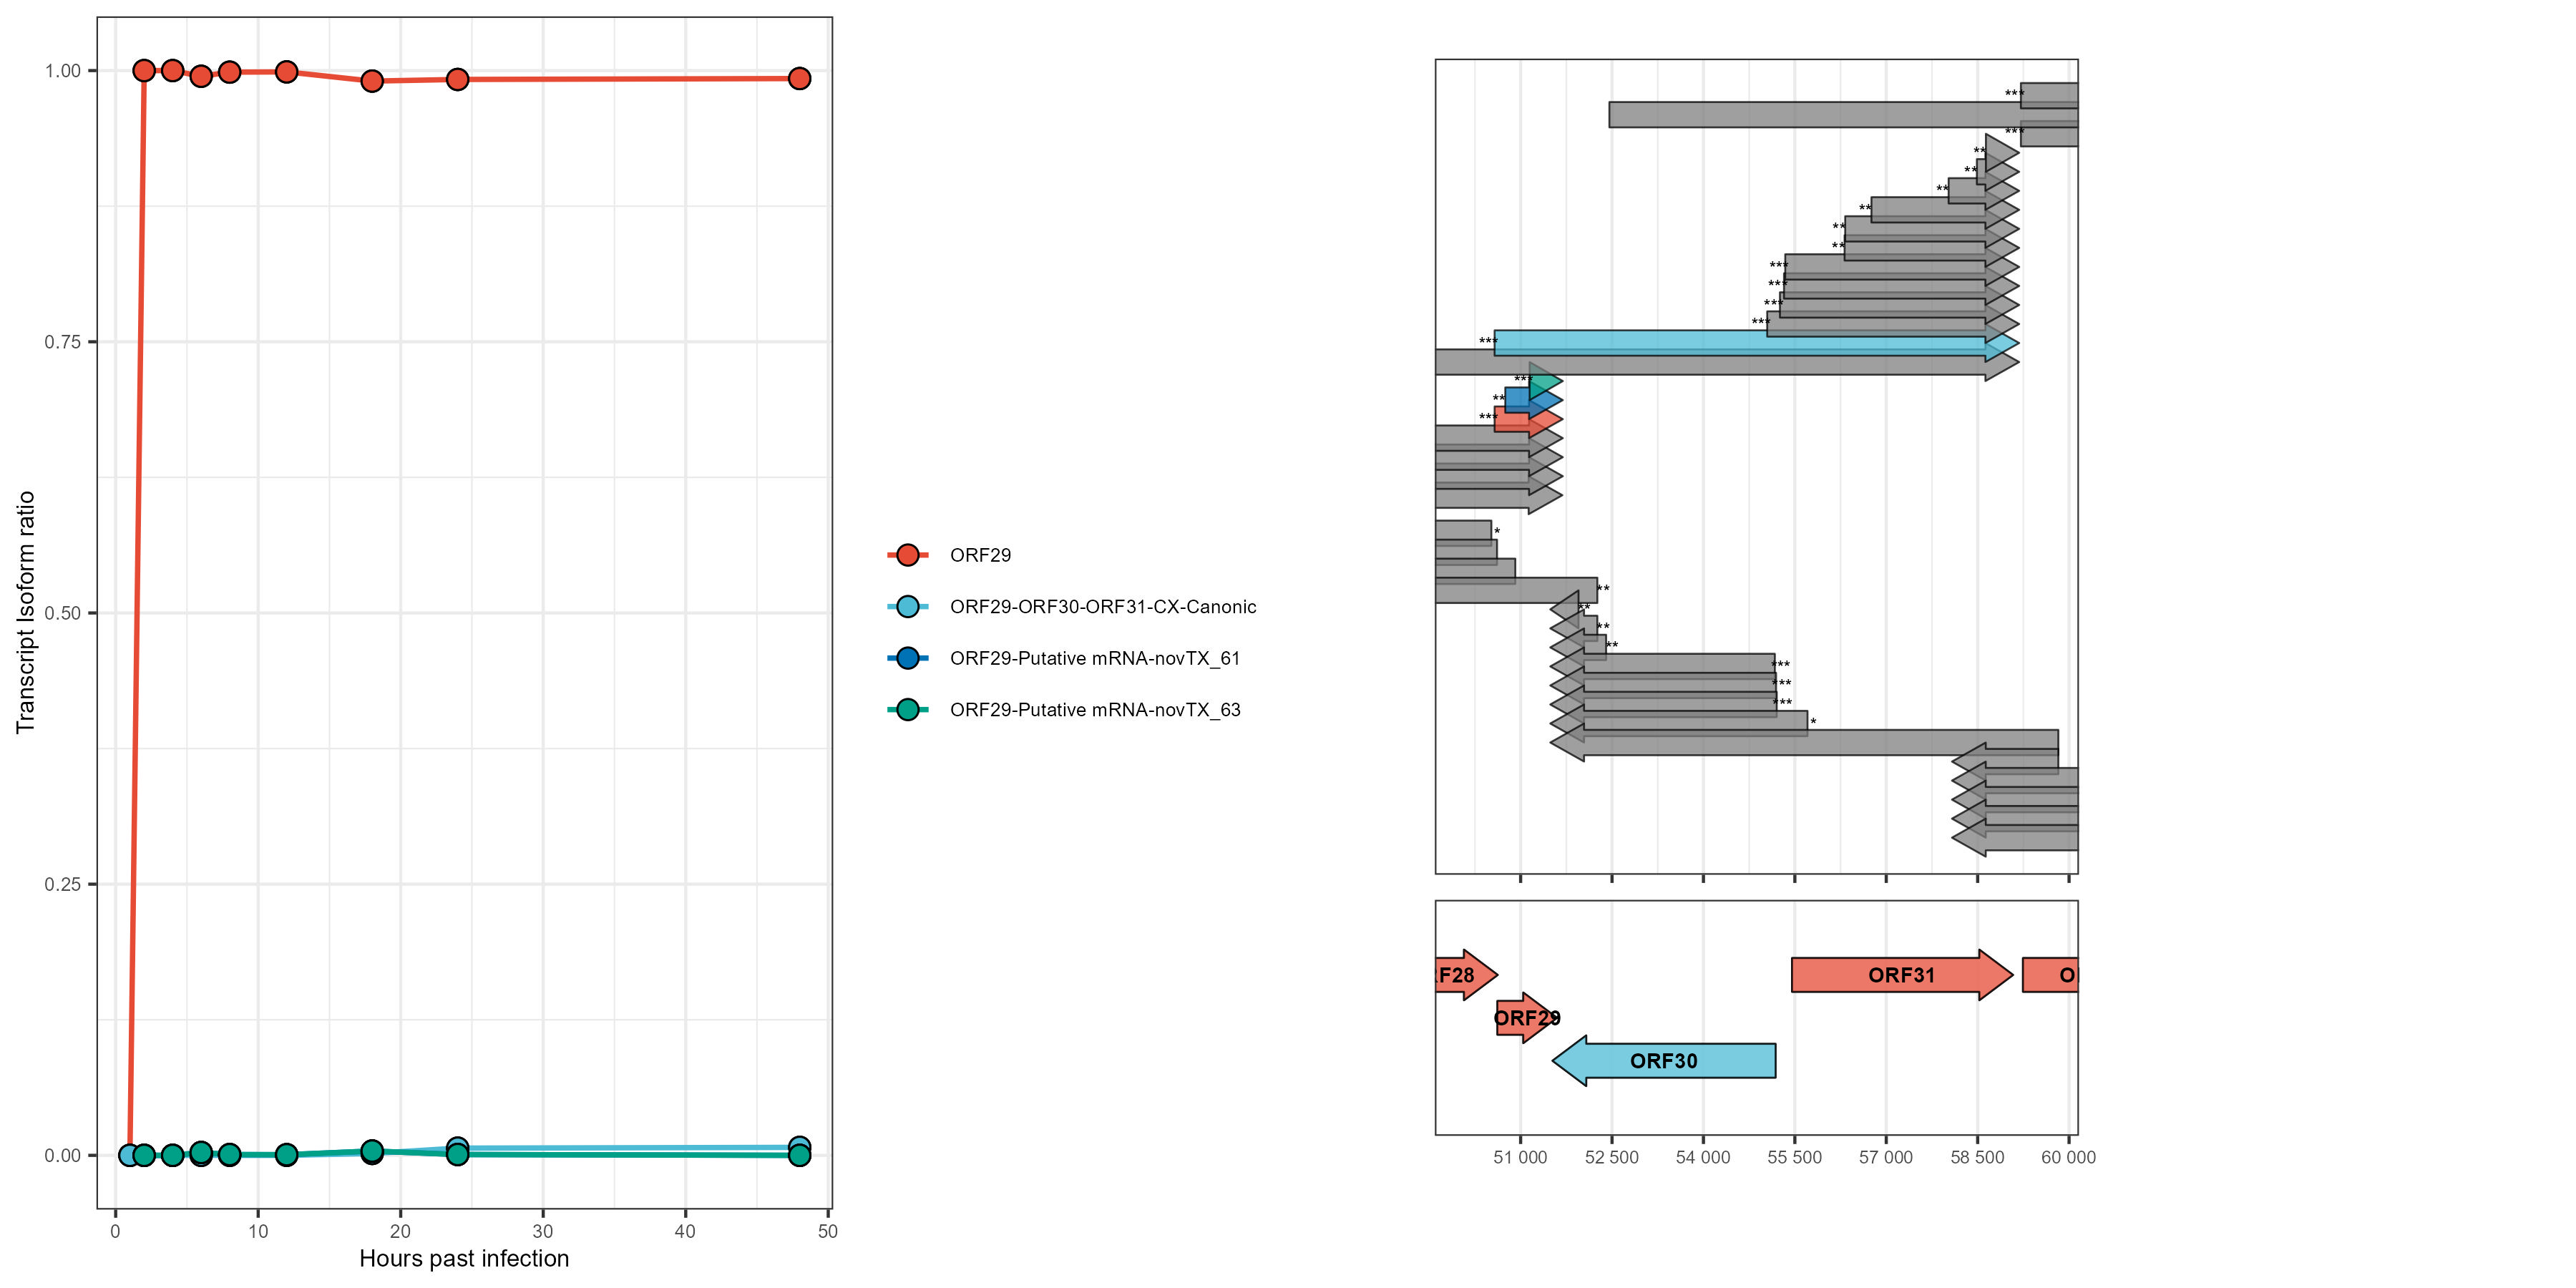 1.00
0.75
0.50
0.25
0.00
Transcript Isoform ratio
0 10 20 30 40 50
Hours past infection
ORF29
ORF29-ORF30-ORF31-CX-Canonic
ORF29-Putative mRNA-novTX_61
ORF29-Putative mRNA-novTX_63
***
***
**
**
**
**
**
**
***
***
***
***
***
***
**
***
*
**
**
**
**
***
***
***
*
RF28
ORF31
O
ORF29
ORF30
51 000 52 500 54 000 55 500 57 000 58 500 60 000